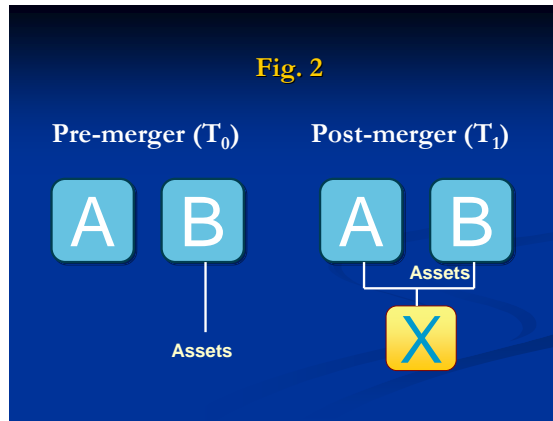 Fig. 2
Pre-merger (T₀)
Post-merger (T₁)
A
B
Assets
A
B
Assets
X